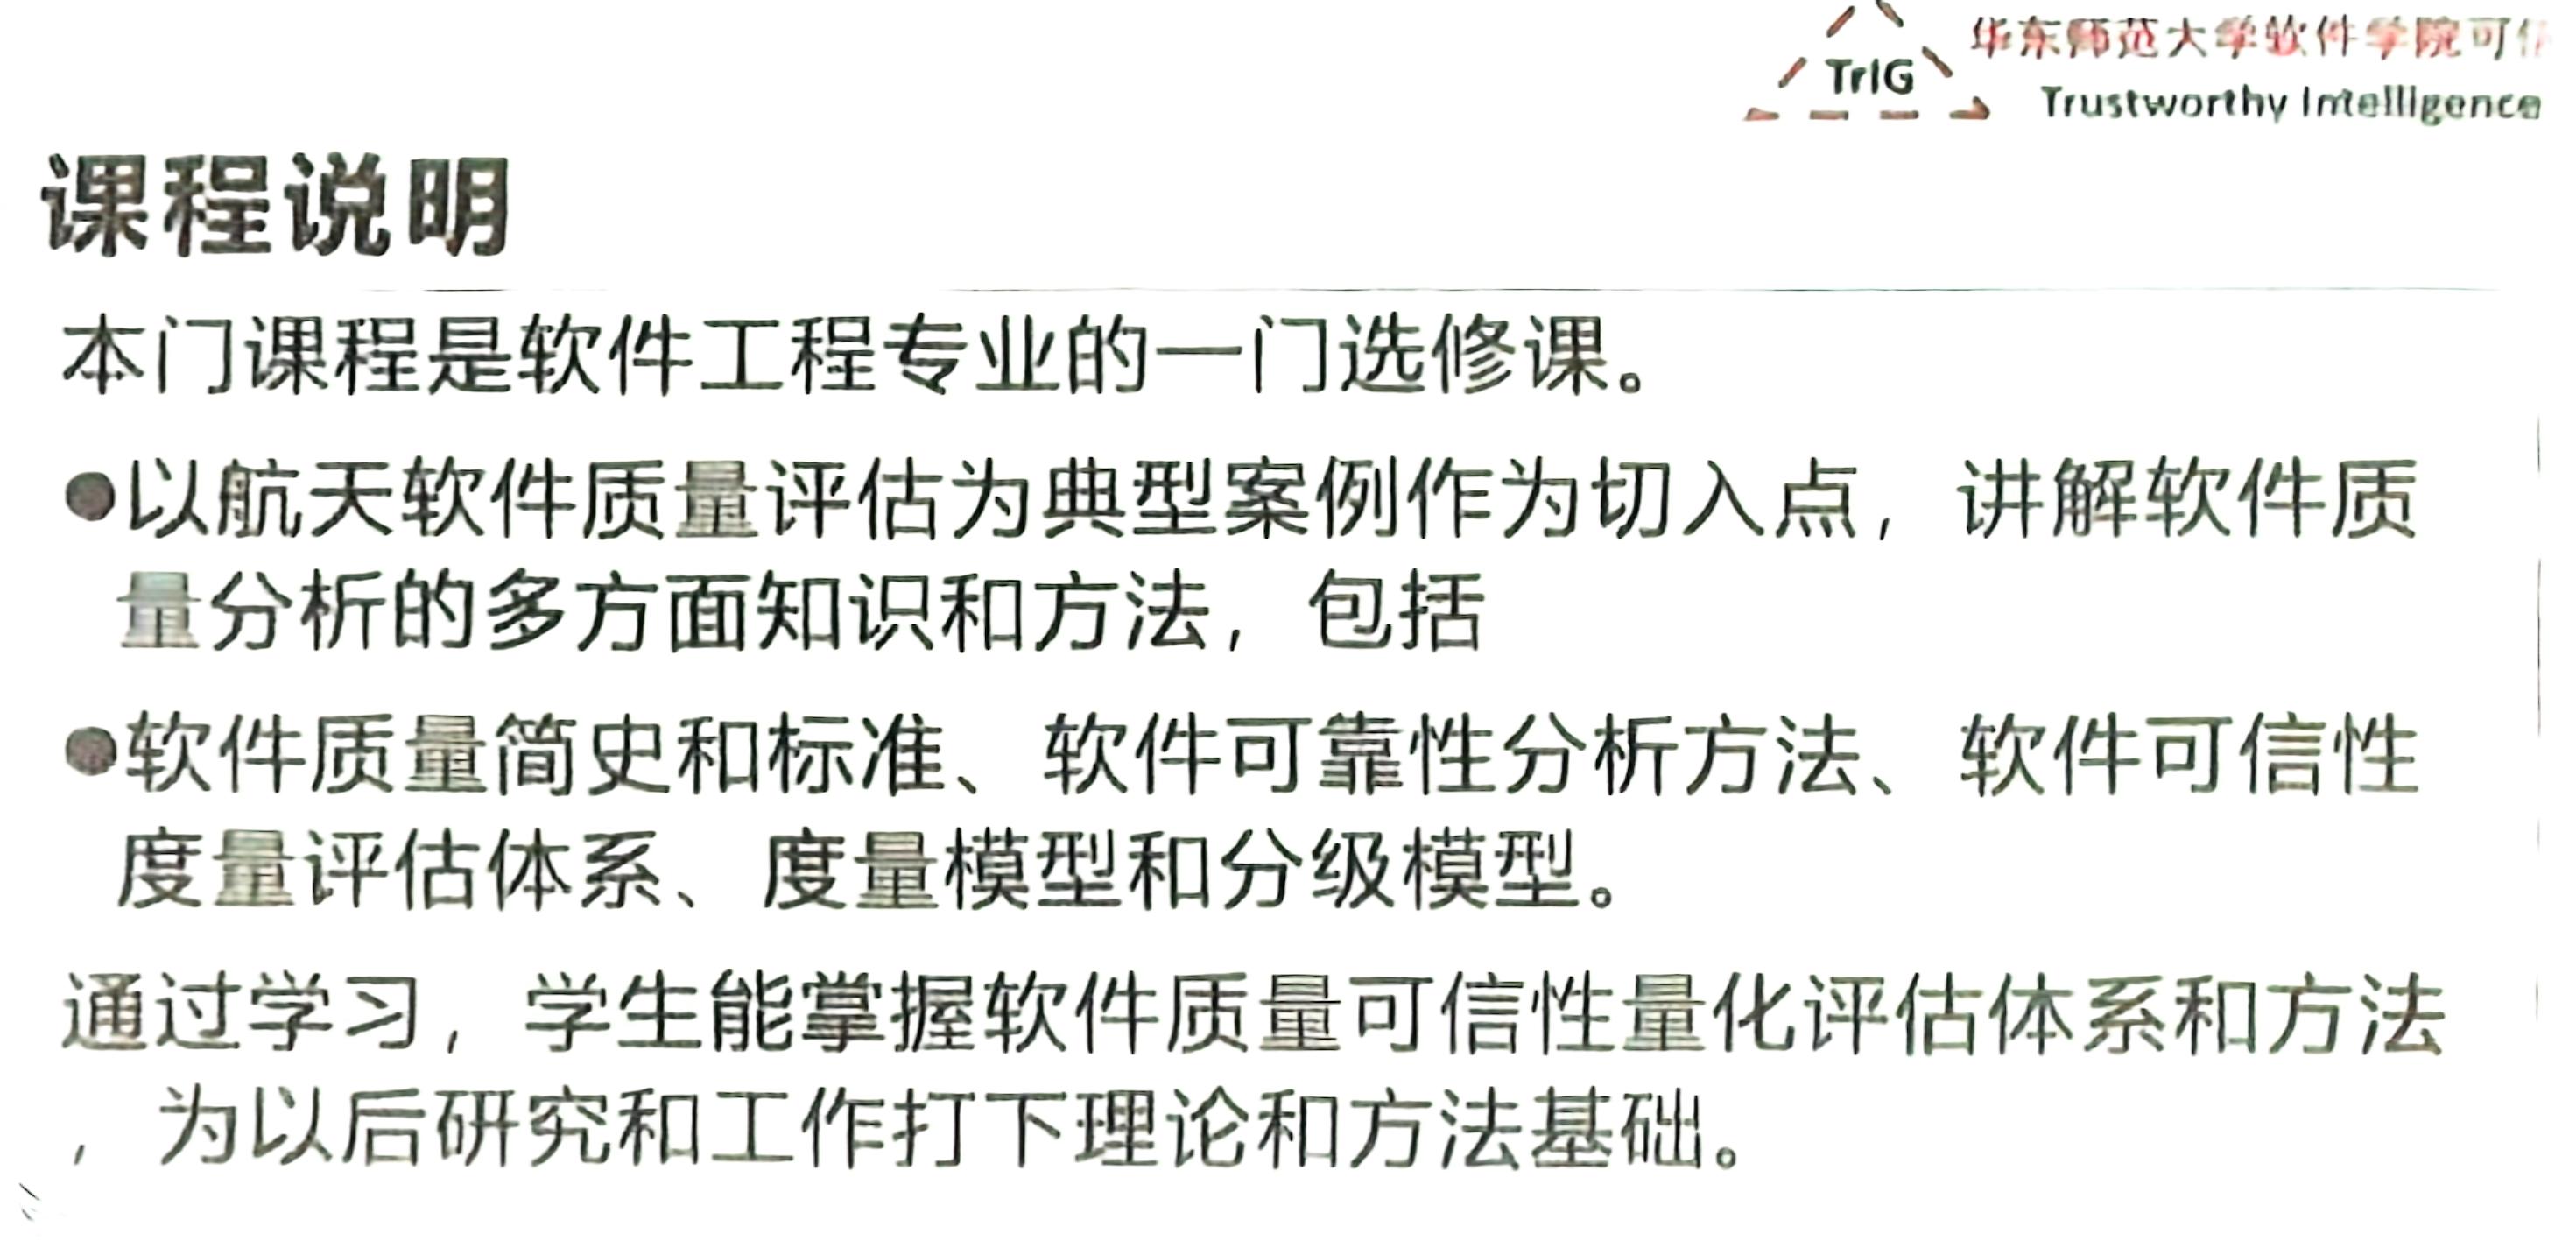 华东师范大学软件学院可
TrIG
Trustworthy Intelligence
课程说明
本门课程是软件工程专业的一门选修课。
●以航天软件质量评估为典型案例作为切入点，讲解软件质
量分析的多方面知识和方法，包括
●软件质量简史和标准、软件可靠性分析方法、软件可信性
度量评估体系、度量模型和分级模型。
通过学习，学生能掌握软件质量可信性量化评估体系和方法
，为以后研究和工作打下理论和方法基础。